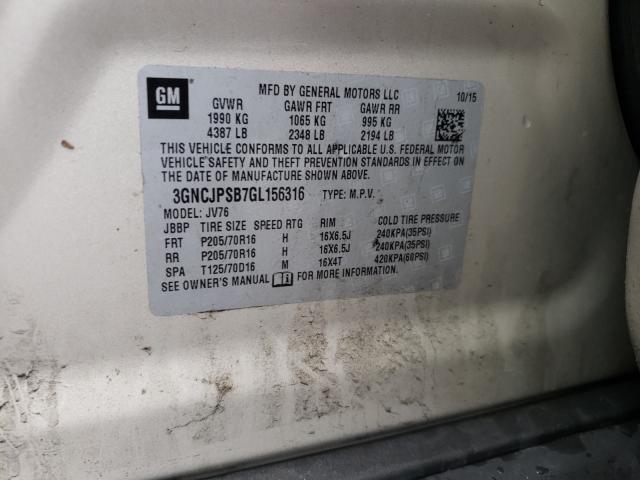 GM
MFD BY GENERAL MOTORS LLC 10/15
GVWR GAWR FRT GAWR RR
1990 KG 1065 KG 995 KG
4387 LB 2348 LB 2194 LB
THIS VEHICLE CONFORMS TO ALL APPLICABLE U.S. FEDERAL MOTOR
VEHICLE SAFETY AND THEFT PREVENTION STANDARDS IN EFFECT ON
THE DATE OF MANUFACTURE SHOWN ABOVE.
3GNCJPSB7GL156316 TYPE: M.P.V.
MODEL: JV76
JBBP TIRE SIZE SPEED RTG RIM COLD TIRE PRESSURE
FRT P205/70R16 H 16X6.5J 240KPA(35PSI)
RR P205/70R16 H 16X6.5J 240KPA(35PSI)
SPA T125/70D16 M 16X4T 420KPA(60PSI)
SEE OWNER'S MANUAL FOR MORE INFORMATION.